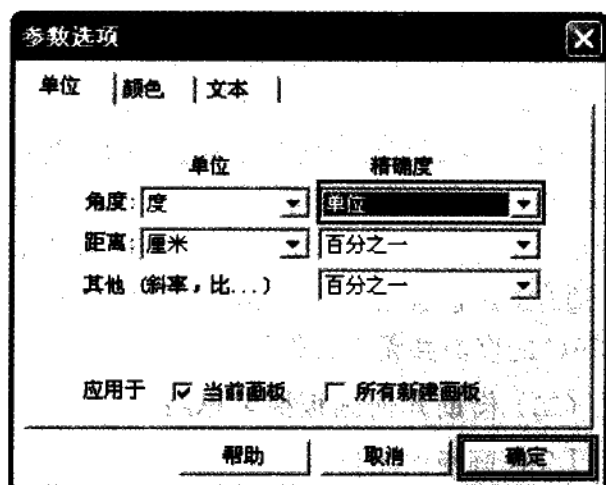 参数选项
单位 颜色 文本
单位 精确度
角度: 度 单位
距离: 厘米 百分之一
其他 (斜率，比...) 百分之一
应用于 当前画板 所有新建画板
帮助 取消 确定